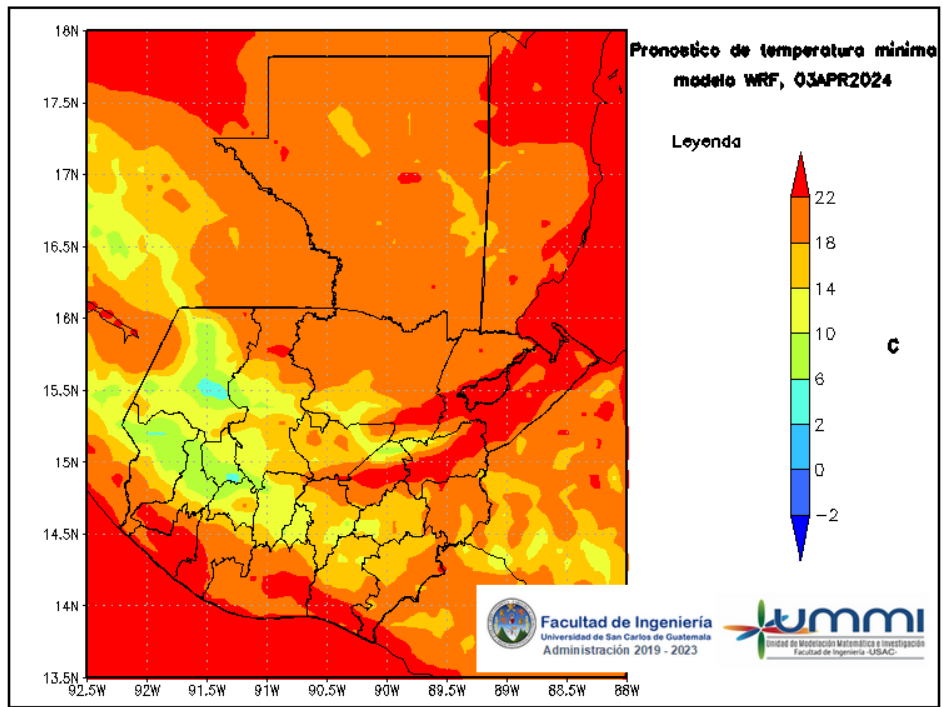 Pronostico de temperatura minima
modelo WRF, 03APR2024
Leyenda
22
18
14
10
6
2
0
−2
C
18N
17.5N
17N
16.5N
16N
15.5N
15N
14.5N
14N
13.5N
92.5W 92W 91.5W 91W 90.5W 90W 89.5W 89W 88.5W 88W
Facultad de Ingeniería
Universidad de San Carlos de Guatemala
Administración 2019 - 2023
UMMI
Unidad de Modelación Matemática e Investigación
Facultad de Ingeniería -USAC-